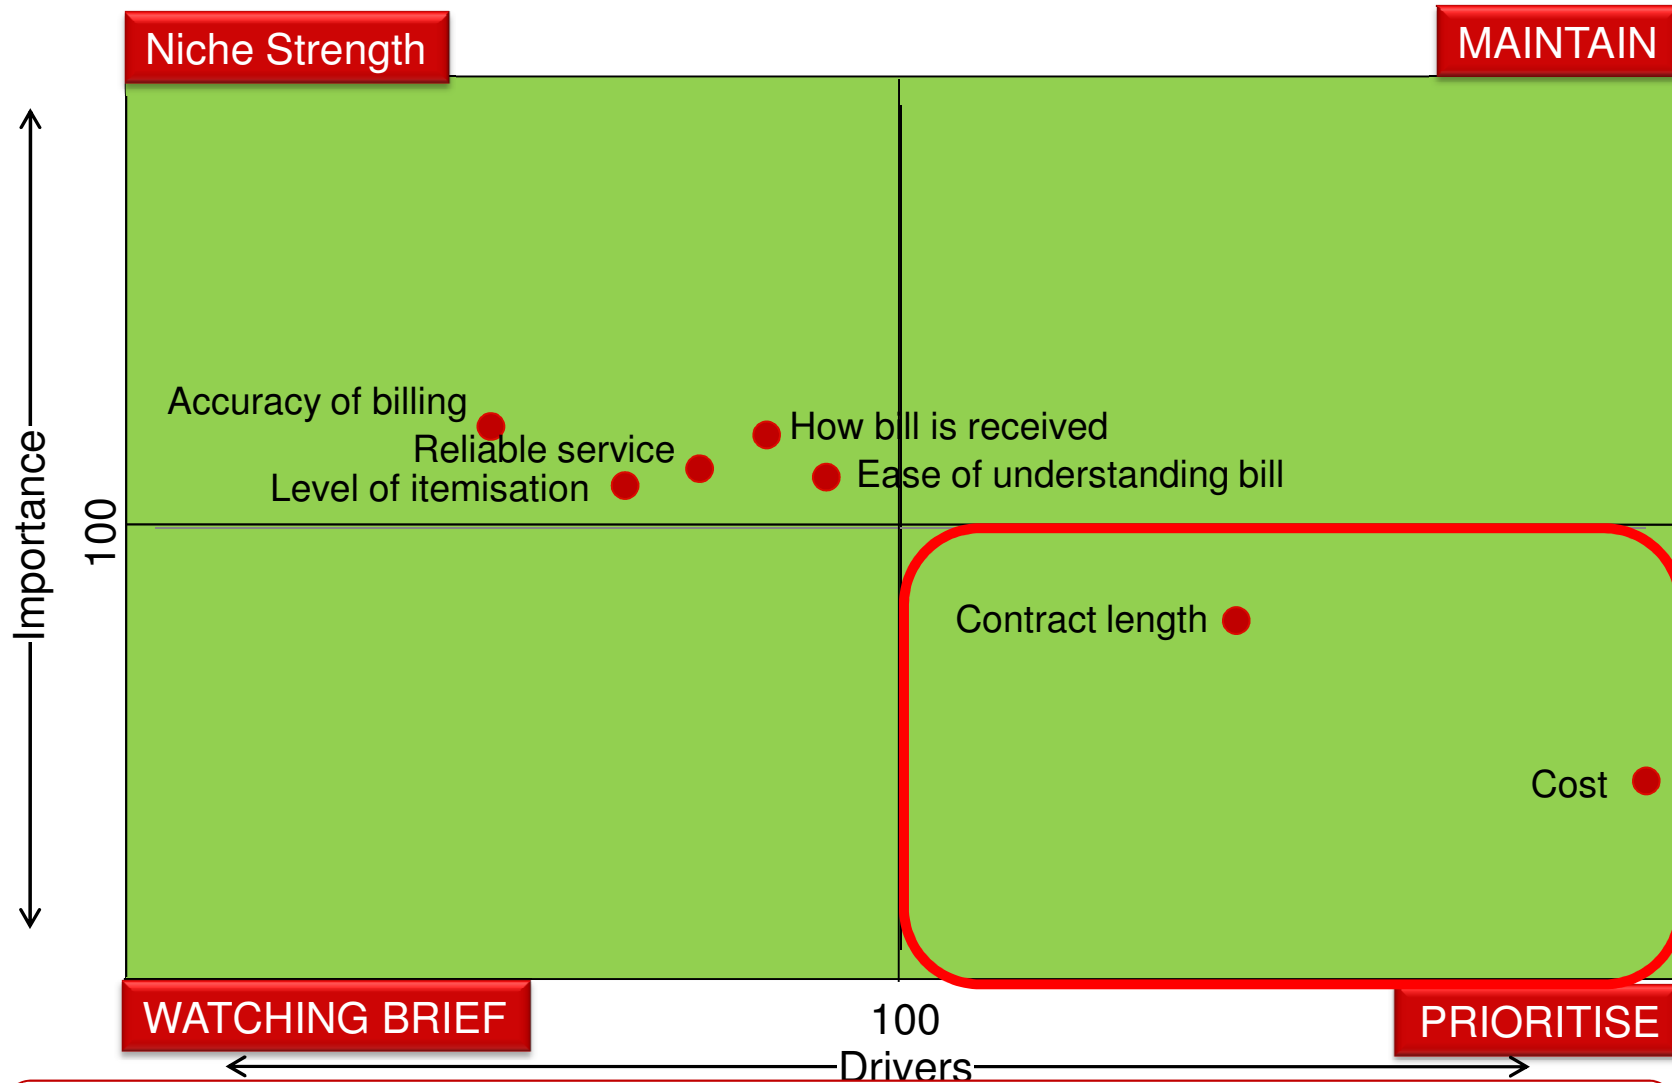 Niche Strength
MAINTAIN
Accuracy of billing
How bill is received
Reliable service
Ease of understanding bill
Level of itemisation
Importance
100
Contract length
Cost
WATCHING BRIEF
100
PRIORITISE
Drivers